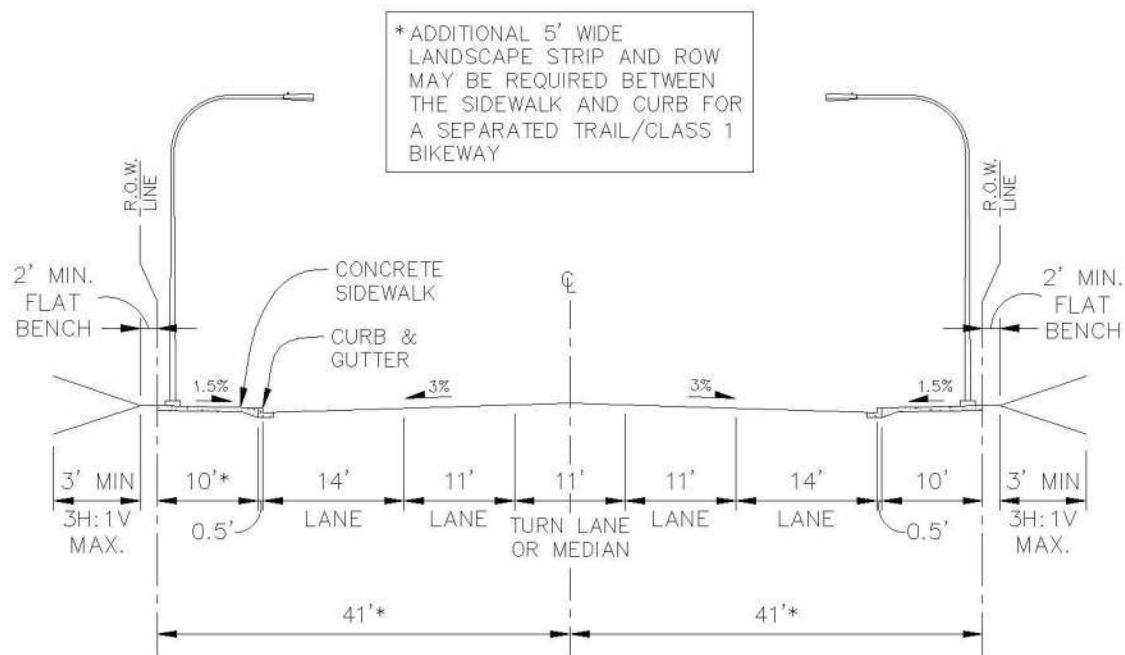 * ADDITIONAL 5' WIDE
LANDSCAPE STRIP AND ROW
MAY BE REQUIRED BETWEEN
THE SIDEWALK AND CURB FOR
A SEPARATED TRAIL/CLASS 1
BIKEWAY
R.O.W.
LINE
R.O.W.
LINE
2' MIN.
FLAT
BENCH
CONCRETE
SIDEWALK
CURB &
GUTTER
℄
2' MIN.
FLAT
BENCH
1.5%
3%
3%
1.5%
3' MIN
3H:1V
MAX.
10'*
0.5'
14'
LANE
11'
LANE
11'
TURN LANE
OR MEDIAN
11'
LANE
14'
LANE
0.5'
10'
3' MIN
3H:1V
MAX.
41'*
41'*